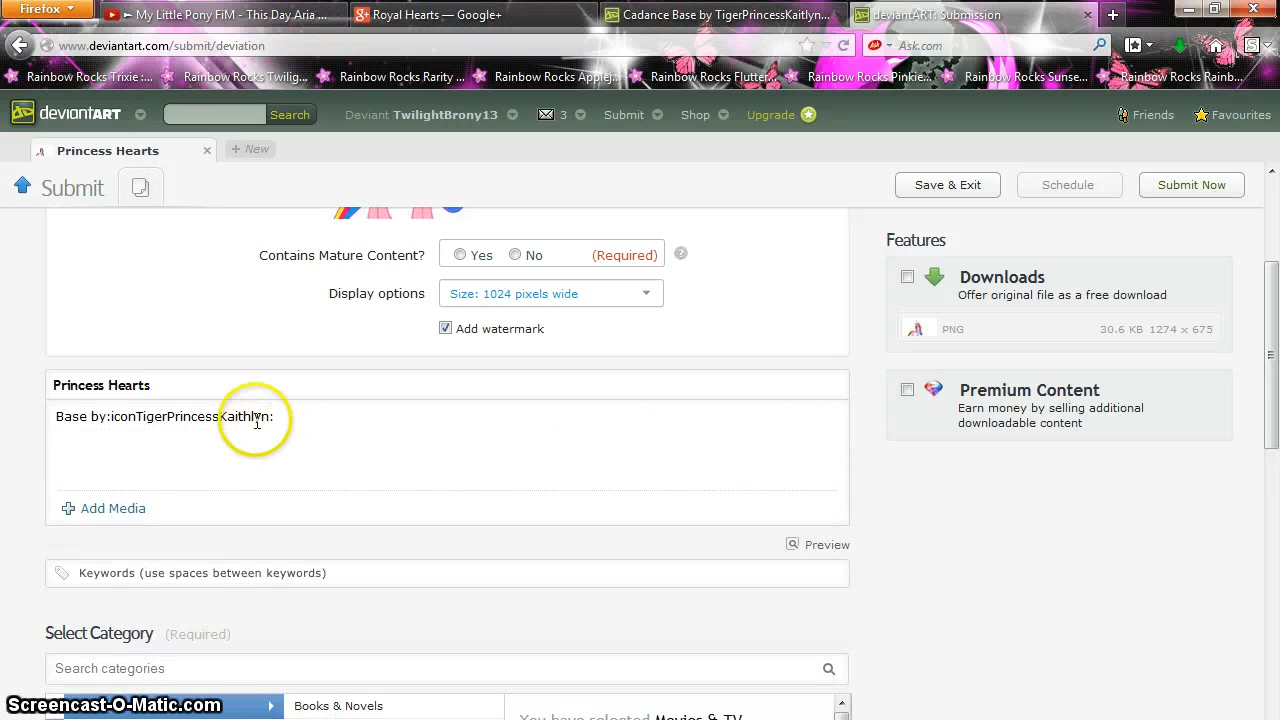 Firefox
► My Little Pony FiM - This Day Aria ...
Royal Hearts — Google+
Cadance Base by TigerPrincessKaitlyn...
deviantART: Submission
www.deviantart.com/submit/deviation
Ask.com
Rainbow Rocks Trixie :...
Rainbow Rocks Twilig...
Rainbow Rocks Rarity ...
Rainbow Rocks Applej...
Rainbow Rocks Flutter...
Rainbow Rocks Pinkie...
Rainbow Rocks Sunse...
Rainbow Rocks Rainb...
deviantART
Search
Deviant TwilightBrony13
3
Submit
Shop
Upgrade
Friends
Favourites
Princess Hearts
+ New
Submit
Save & Exit
Schedule
Submit Now
Contains Mature Content?
Yes
No
(Required)
Display options
Size: 1024 pixels wide
Add watermark
Features
Downloads
Offer original file as a free download
PNG
30.6 KB 1274 x 675
Premium Content
Earn money by selling additional
downloadable content
Princess Hearts
Base by:iconTigerPrincessKaithlyn:
Add Media
Preview
Keywords (use spaces between keywords)
Select Category (Required)
Search categories
Books & Novels
You have selected Movies & TV
Screencast-O-Matic.com